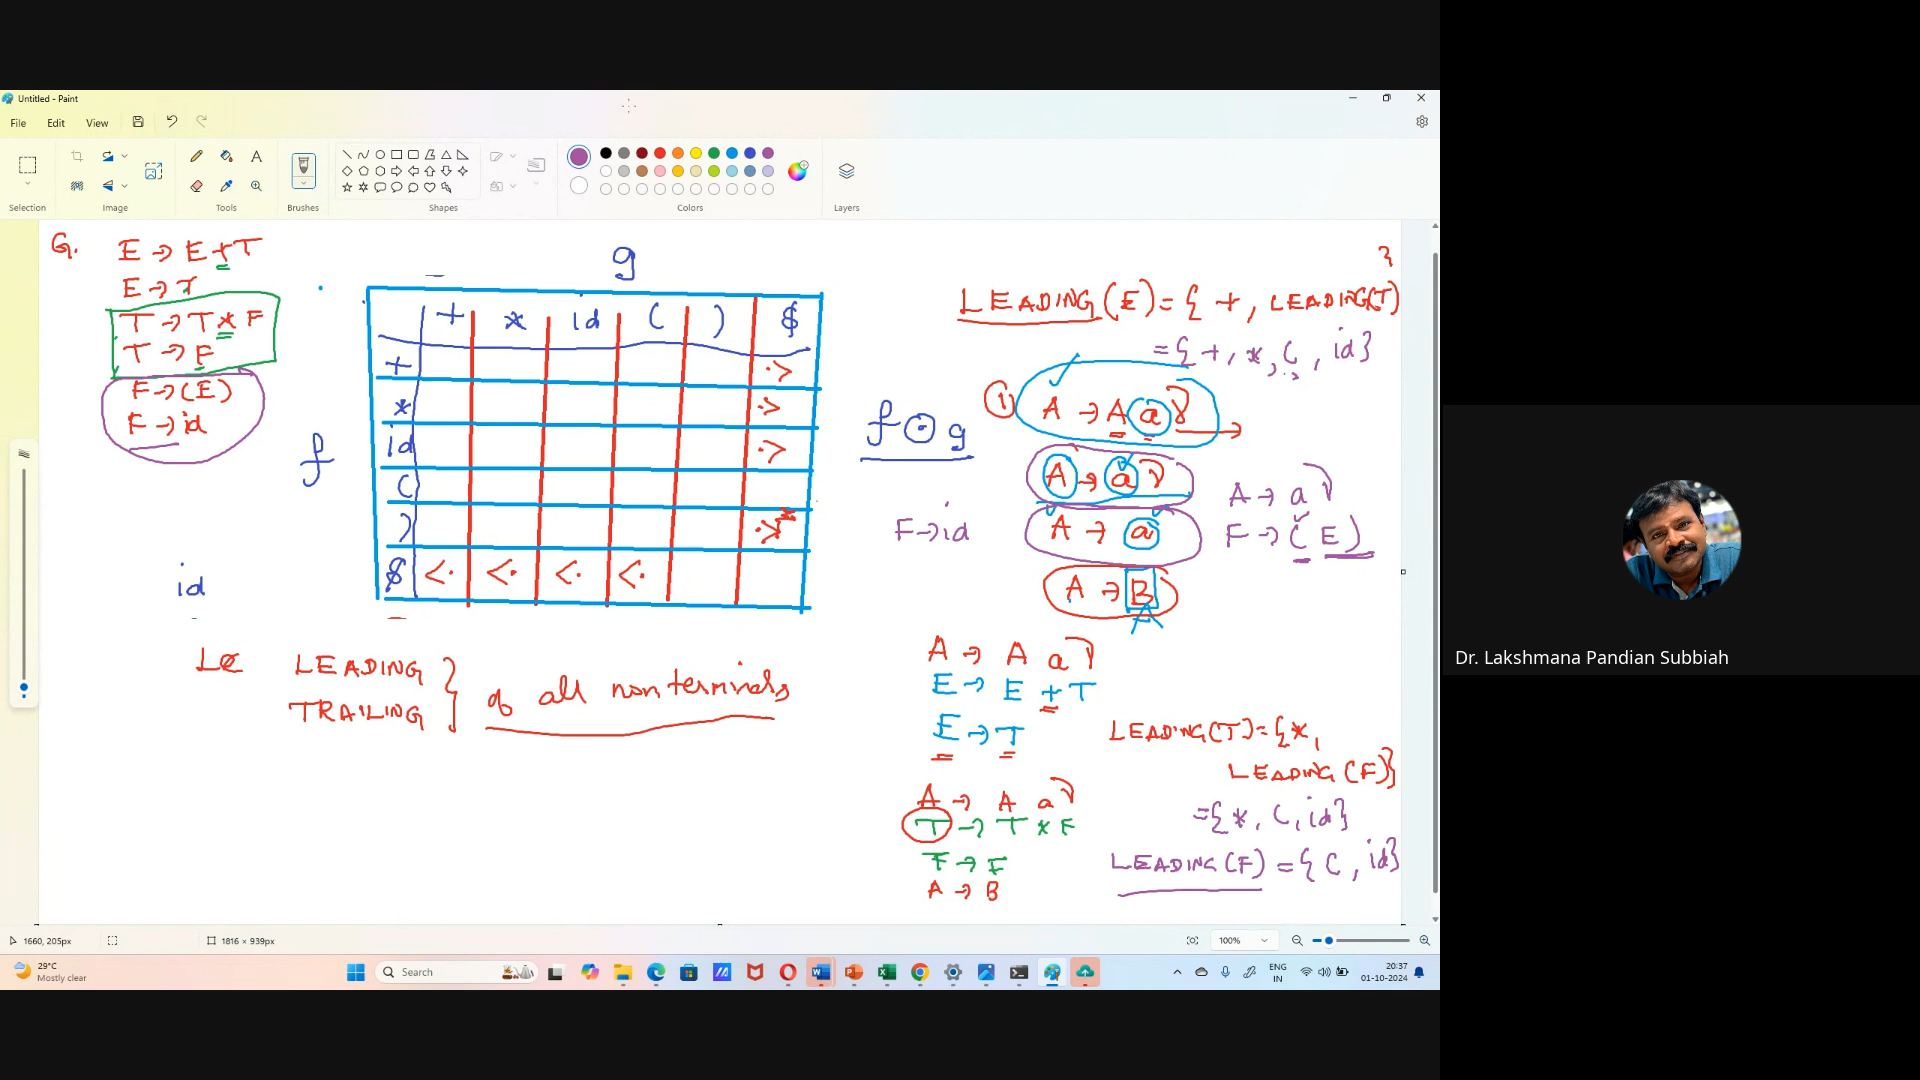 Untitled - Paint
File Edit View
Selection Image Tools Brushes Shapes Colors Layers
G. E → E + T
E → T
T → T * F
T → F
F → (E)
F → id
g
+ * id ( ) $
+ ·>
* ·>
id ·>
(
) ·>
$ <· <· <· <·
f
id
f ⊙ g
F → id
LEADING (E) = { +, LEADING(T)
}
= { +, *, (, id }
① A → A a γ
A → a γ
A → a
A → B
A → a γ
F → ( E )
LEADING
TRAILING
} of all non terminals
A → A a γ
E → E + T
E → T
A → A a γ
T → T * F
T → F
A → B
LEADING(T) = { *,
LEADING (F) }
= { *, (, id }
LEADING (F) = { (, id }
Dr. Lakshmana Pandian Subbiah
1660, 205px 1816 × 939px 100%
29°C
Mostly clear
Search
ENG
IN
20:37
01-10-2024